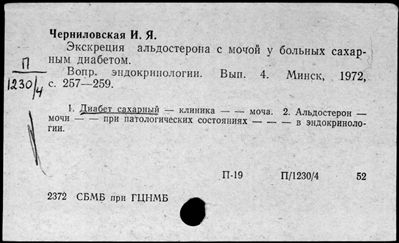 Черниловская И. Я.
Экскреция альдостерона с мочой у больных сахар-
ным диабетом.
П
1230/4
Вопр. эндокринологии. Вып. 4. Минск, 1972,
с. 257—259.
1. Диабет сахарный — клиника — — моча. 2. Альдостерон —
мочи — — при патологических состояниях — — — в эндокриноло-
гии.
П-19 П/1230/4 52
2372 СБМБ при ГЦНМБ